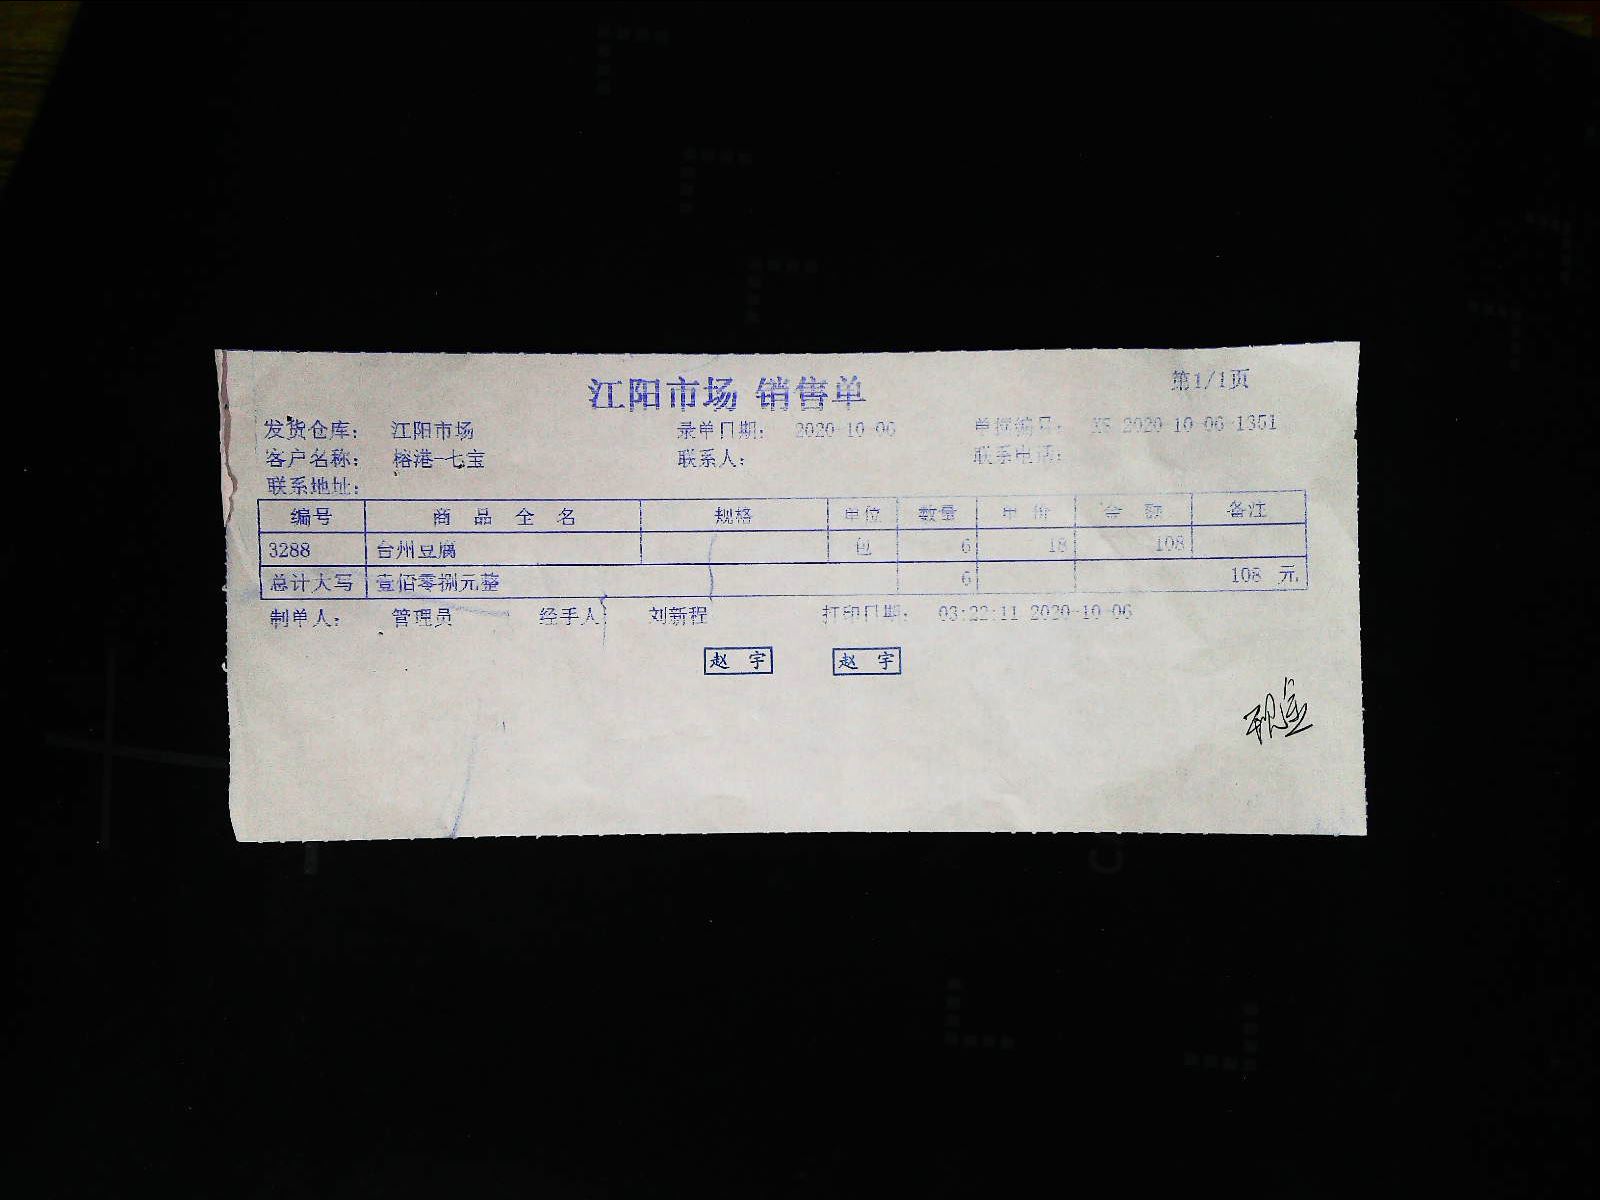 江阳市场 销售单 第1/1页
发货仓库: 江阳市场 录单日期: 2020-10-06 单据编号: XS-2020-10-06-1351
客户名称: 榕港-七宝 联系人: 联系电话:
联系地址:
编号 商品全名 规格 单位 数量 单价 金额 备注
3288 台州豆腐 包 6 18 108
总计大写 壹佰零捌元整 6 108 元
制单人: 管理员 经手人: 刘新程 打印日期: 03:22:11 2020-10-06
赵宇 赵宇